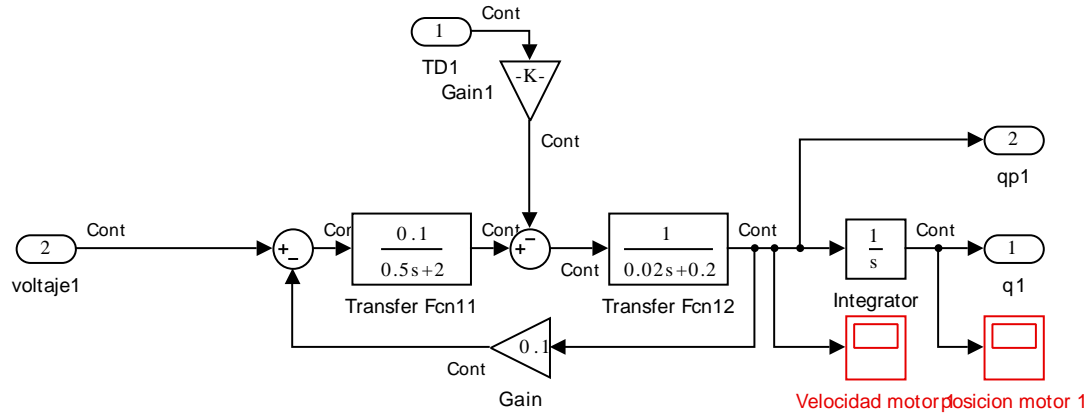 Cont
1
TD1
-K-
Gain1
Cont
2
qp1
Cont
2
voltaje1
+
−
Cor
0.1
0.5s+2
Transfer Fcn11
Cont
−
+
Cont
1
0.02s+0.2
Transfer Fcn12
Cont
Cont
1
s
Integrator
Cont
1
q1
Cont
0.1
Gain
Velocidad motor 1
posicion motor 1